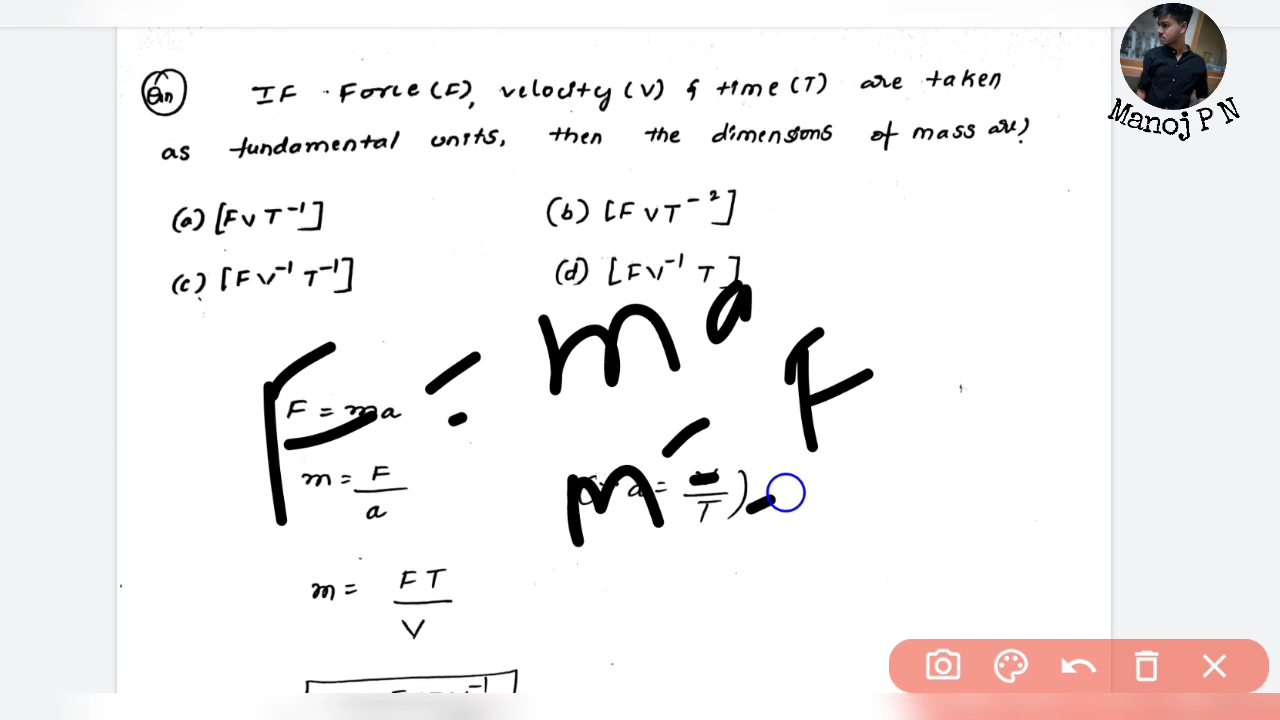 Qn IF Force (F), velocity (V) & time (T) are taken
as fundamental units, then the dimensions of mass are?
(a) [F V T⁻¹] (b) [F V T⁻²]
(c) [F V⁻¹ T⁻¹] (d) [F V⁻¹ T]
F = ma
F = ma
m = F/a
m = F
a = V/T)
m = FT/V
Manoj P N